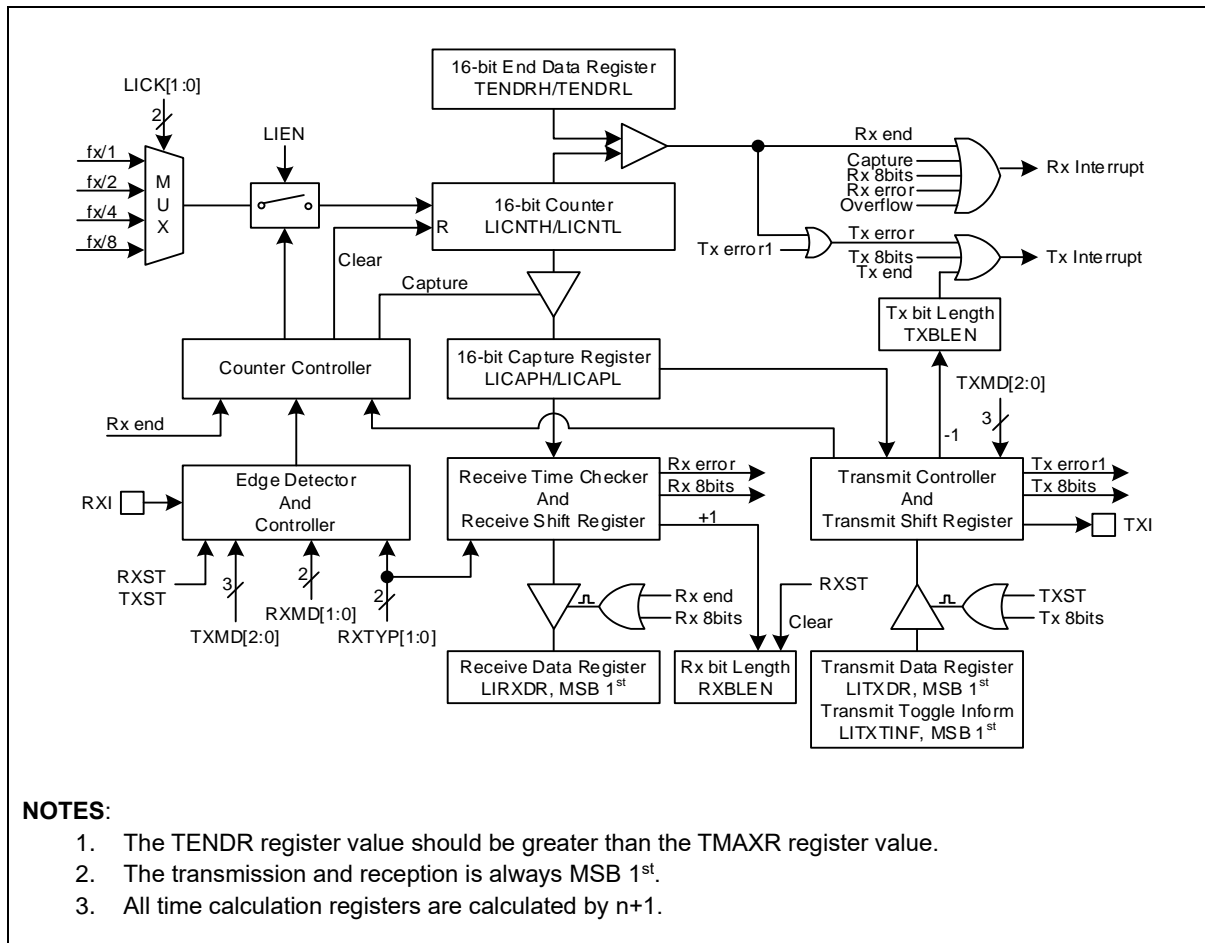 16-bit End Data Register
TENDRH/TENDRL
LICK[1:0]
2
LIEN
fx/1
fx/2
fx/4
fx/8
M
U
X
Rx end
Capture
Rx 8bits
Rx error
Overflow
Rx Interrupt
16-bit Counter
LICNTH/LICNTL
R
Clear
Capture
Tx error1
Tx error
Tx 8bits
Tx end
Tx Interrupt
Tx bit Length
TXBLEN
Counter Controller
16-bit Capture Register
LICAPH/LICAPL
TXMD[2:0]
3
-1
Rx end
RXI
Edge Detector
And
Controller
Receive Time Checker
And
Receive Shift Register
Rx error
Rx 8bits
+1
Transmit Controller
And
Transmit Shift Register
Tx error1
Tx 8bits
TXI
RXST
TXST
3
TXMD[2:0]
2
RXMD[1:0]
2
RXTYP[1:0]
Rx end
Rx 8bits
RXST
Clear
TXST
Tx 8bits
Receive Data Register
LIRXDR, MSB 1st
Rx bit Length
RXBLEN
Transmit Data Register
LITXDR, MSB 1st
Transmit Toggle Inform
LITXTINF, MSB 1st
NOTES:
1. The TENDR register value should be greater than the TMAXR register value.
2. The transmission and reception is always MSB 1st.
3. All time calculation registers are calculated by n+1.